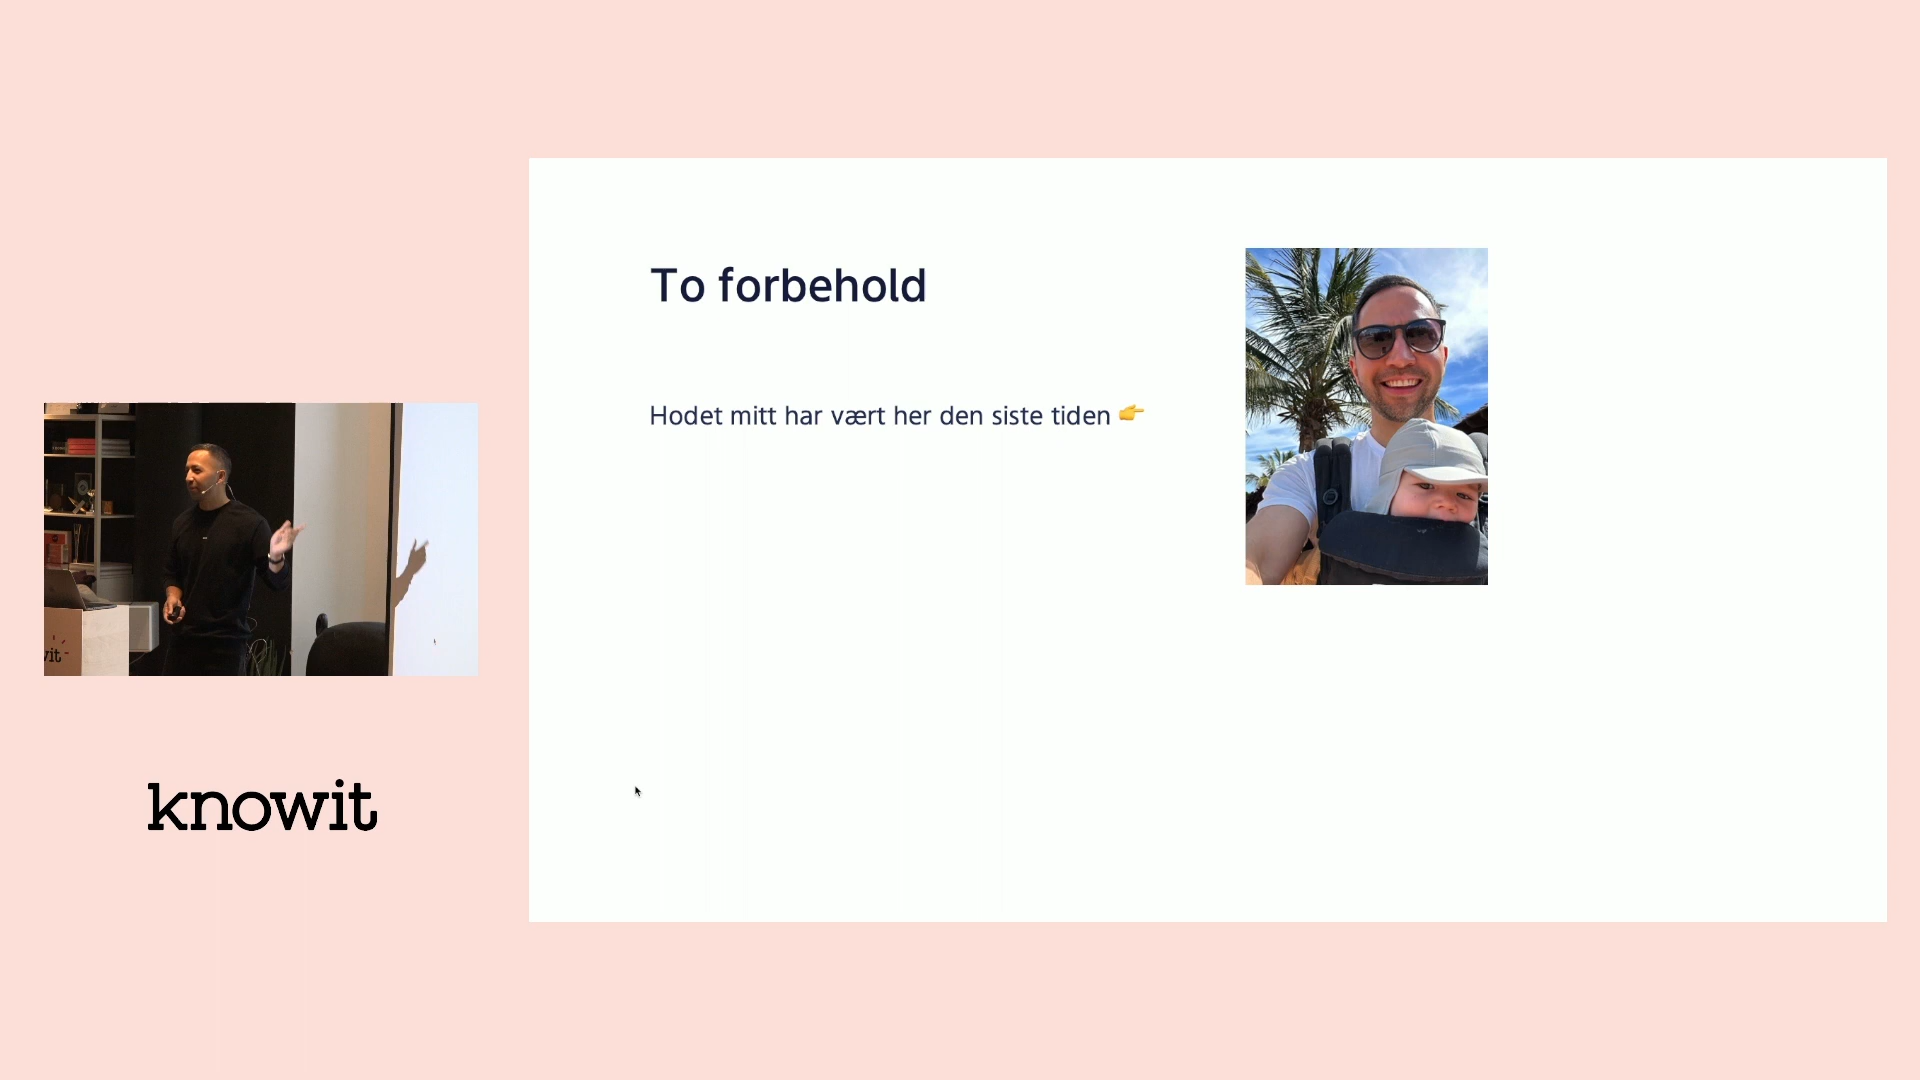 To forbehold
Hodet mitt har vært her den siste tiden 👉
knowit